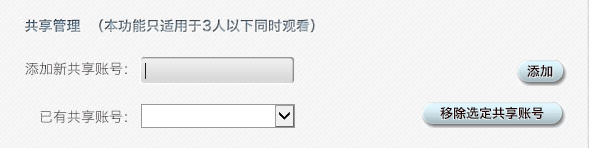 共享管理 （本功能只适用于3人以下同时观看）
添加新共享账号： 添加
已有共享账号： 移除选定共享账号